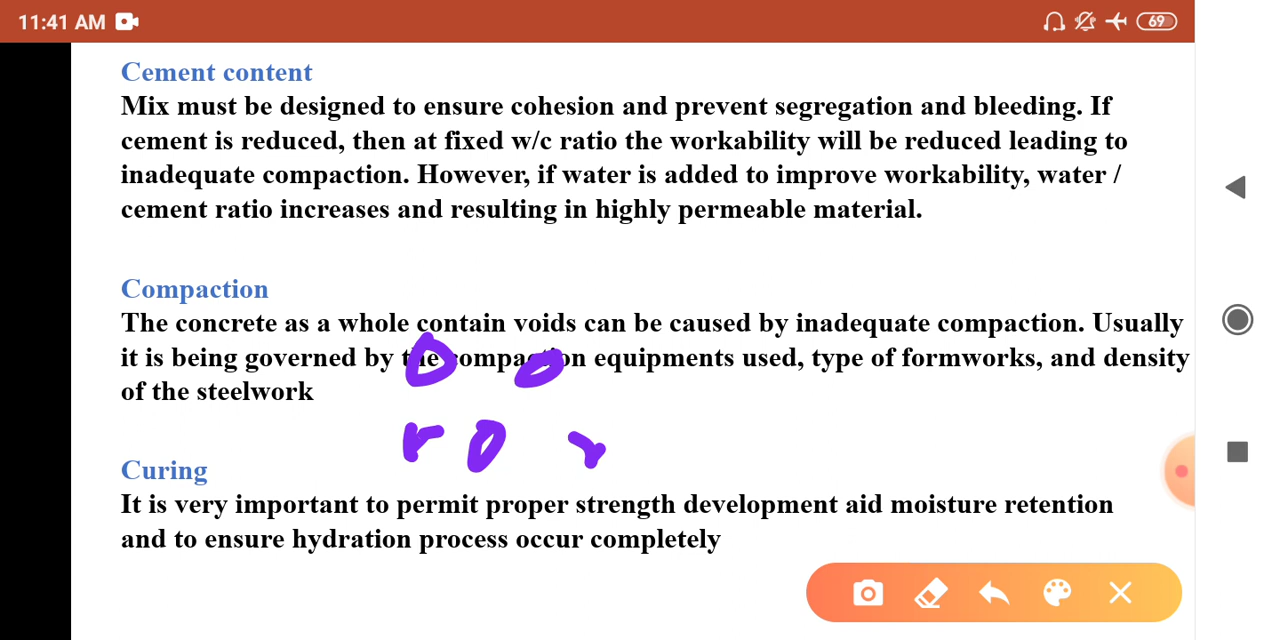 11:41 AM
69
Cement content
Mix must be designed to ensure cohesion and prevent segregation and bleeding. If
cement is reduced, then at fixed w/c ratio the workability will be reduced leading to
inadequate compaction. However, if water is added to improve workability, water /
cement ratio increases and resulting in highly permeable material.
Compaction
The concrete as a whole contain voids can be caused by inadequate compaction. Usually
it is being governed by the compaction equipments used, type of formworks, and density
of the steelwork
Curing
It is very important to permit proper strength development aid moisture retention
and to ensure hydration process occur completely